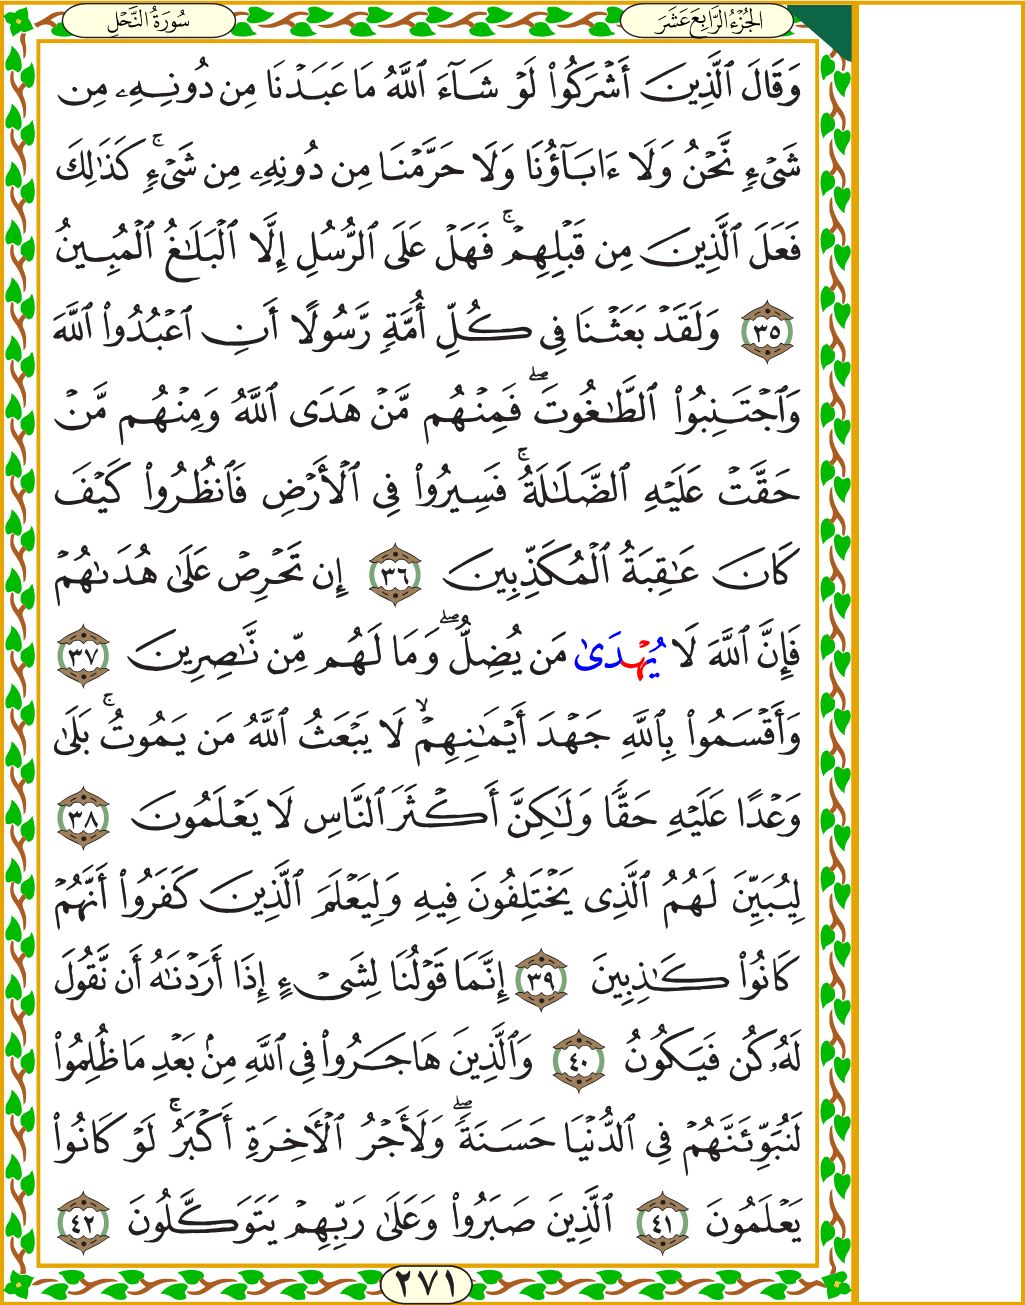 سُورَةُ النَّحْلِ
الجُزْءُ الرَّابِعَ عَشَرَ
وَقَالَ ٱلَّذِينَ أَشْرَكُوا۟ لَوْ شَآءَ ٱللَّهُ مَا عَبَدْنَا مِن دُونِهِۦ مِن
شَىْءٍ نَّحْنُ وَلَآ ءَابَآؤُنَا وَلَا حَرَّمْنَا مِن دُونِهِۦ مِن شَىْءٍ ۚ كَذَٰلِكَ
فَعَلَ ٱلَّذِينَ مِن قَبْلِهِمْ ۚ فَهَلْ عَلَى ٱلرُّسُلِ إِلَّا ٱلْبَلَٰغُ ٱلْمُبِينُ
٣٥ وَلَقَدْ بَعَثْنَا فِى كُلِّ أُمَّةٍ رَّسُولًا أَنِ ٱعْبُدُوا۟ ٱللَّهَ
وَٱجْتَنِبُوا۟ ٱلطَّٰغُوتَ ۖ فَمِنْهُم مَّنْ هَدَى ٱللَّهُ وَمِنْهُم مَّنْ
حَقَّتْ عَلَيْهِ ٱلضَّلَٰلَةُ ۚ فَسِيرُوا۟ فِى ٱلْأَرْضِ فَٱنظُرُوا۟ كَيْفَ
كَانَ عَٰقِبَةُ ٱلْمُكَذِّبِينَ ٣٦ إِن تَحْرِصْ عَلَىٰ هُدَىٰهُمْ
فَإِنَّ ٱللَّهَ لَا يُهْدَىٰ مَن يُضِلُّ ۖ وَمَا لَهُم مِّن نَّٰصِرِينَ ٣٧
وَأَقْسَمُوا۟ بِٱللَّهِ جَهْدَ أَيْمَٰنِهِمْ ۙ لَا يَبْعَثُ ٱللَّهُ مَن يَمُوتُ ۚ بَلَىٰ
وَعْدًا عَلَيْهِ حَقًّا وَلَٰكِنَّ أَكْثَرَ ٱلنَّاسِ لَا يَعْلَمُونَ ٣٨
لِيُبَيِّنَ لَهُمُ ٱلَّذِى يَخْتَلِفُونَ فِيهِ وَلِيَعْلَمَ ٱلَّذِينَ كَفَرُوٓا۟ أَنَّهُمْ
كَانُوا۟ كَٰذِبِينَ ٣٩ إِنَّمَا قَوْلُنَا لِشَىْءٍ إِذَآ أَرَدْنَٰهُ أَن نَّقُولَ
لَهُۥ كُن فَيَكُونُ ٤٠ وَٱلَّذِينَ هَاجَرُوا۟ فِى ٱللَّهِ مِنۢ بَعْدِ مَا ظُلِمُوا۟
لَنُبَوِّئَنَّهُمْ فِى ٱلدُّنْيَا حَسَنَةً ۖ وَلَأَجْرُ ٱلْءَاخِرَةِ أَكْبَرُ ۚ لَوْ كَانُوا۟
يَعْلَمُونَ ٤١ ٱلَّذِينَ صَبَرُوا۟ وَعَلَىٰ رَبِّهِمْ يَتَوَكَّلُونَ ٤٢
٢٧١